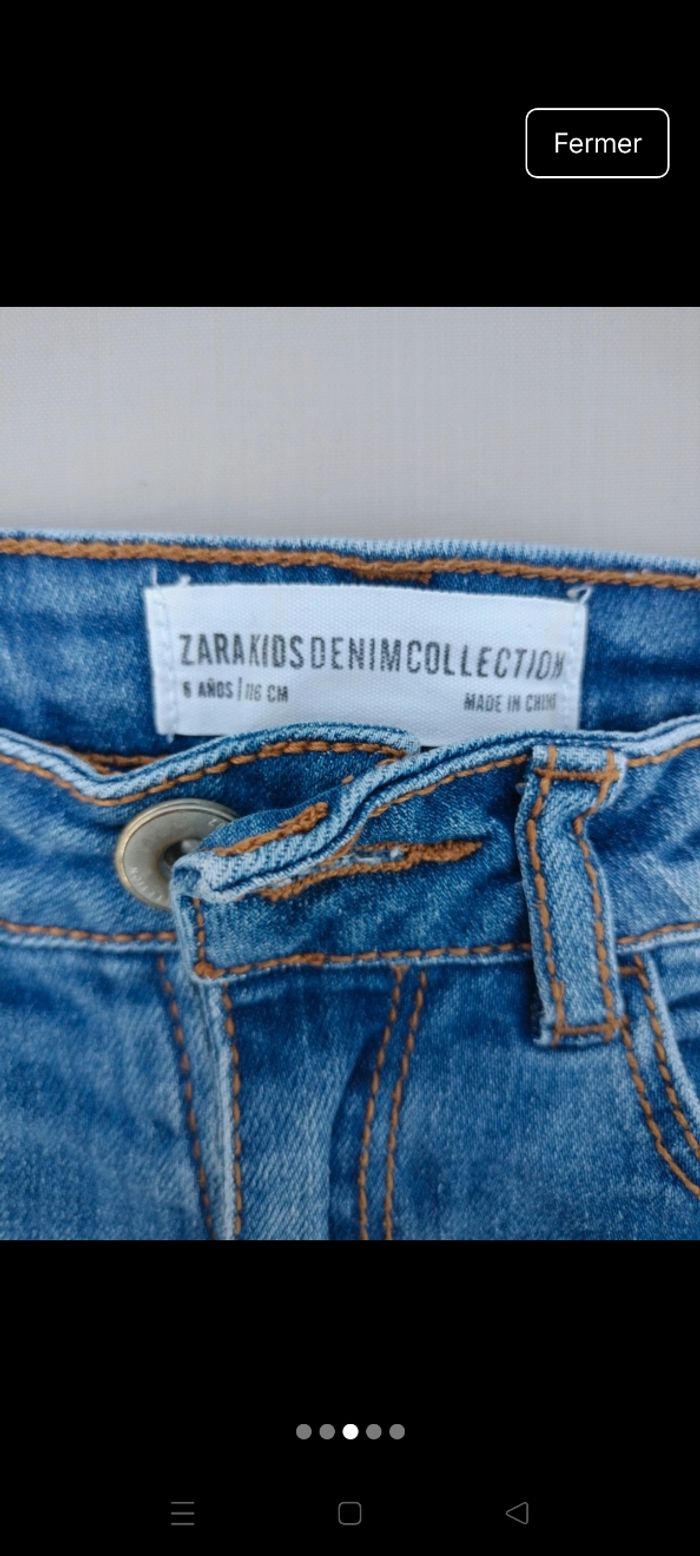 Fermer
ZARAKIDSDENIMCOLLECTION
6 AÑOS | 116 CM
MADE IN CHINA